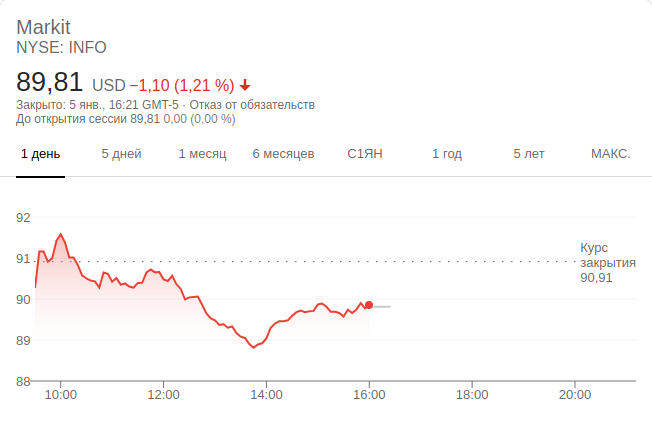 Markit
NYSE: INFO
89,81 USD −1,10 (1,21 %)
Закрыто: 5 янв., 16:21 GMT-5 · Отказ от обязательств
До открытия сессии 89,81 0,00 (0,00 %)
1 день 5 дней 1 месяц 6 месяцев С1ЯН 1 год 5 лет МАКС.
92
91
90
89
88
Курс
закрытия
90,91
10:00 12:00 14:00 16:00 18:00 20:00